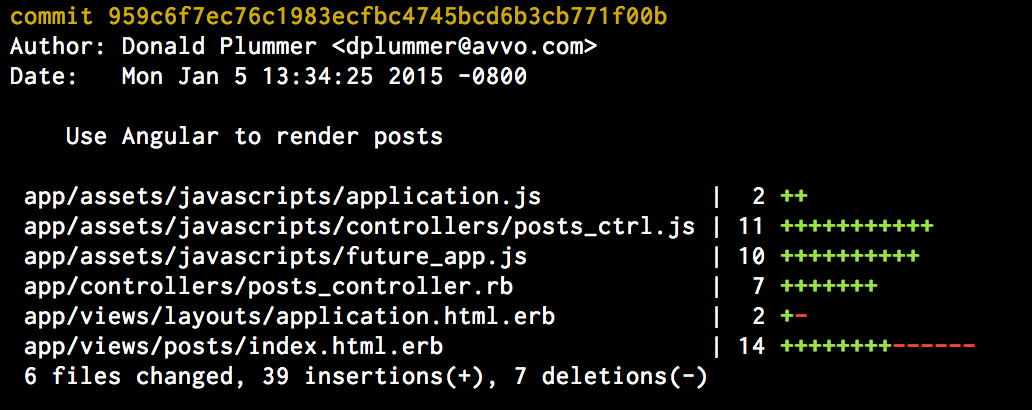 commit 959c6f7ec76c1983ecfbc4745bcd6b3cb771f00b
Author: Donald Plummer <dplummer@avvo.com>
Date:   Mon Jan 5 13:34:25 2015 -0800
    Use Angular to render posts
 app/assets/javascripts/application.js            |  2 ++
 app/assets/javascripts/controllers/posts_ctrl.js | 11 +++++++++++
 app/assets/javascripts/future_app.js             | 10 ++++++++++
 app/controllers/posts_controller.rb              |  7 +++++++
 app/views/layouts/application.html.erb           |  2 +-
 app/views/posts/index.html.erb                   | 14 ++++++++------
 6 files changed, 39 insertions(+), 7 deletions(-)